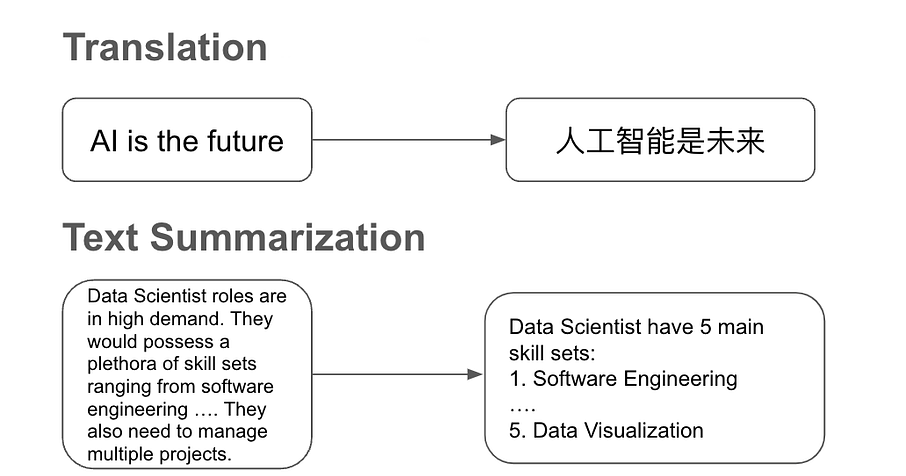 Translation
AI is the future
人工智能是未来
Text Summarization
Data Scientist roles are
in high demand. They
would possess a
plethora of skill sets
ranging from software
engineering …. They
also need to manage
multiple projects.
Data Scientist have 5 main
skill sets:
1. Software Engineering
….
5. Data Visualization